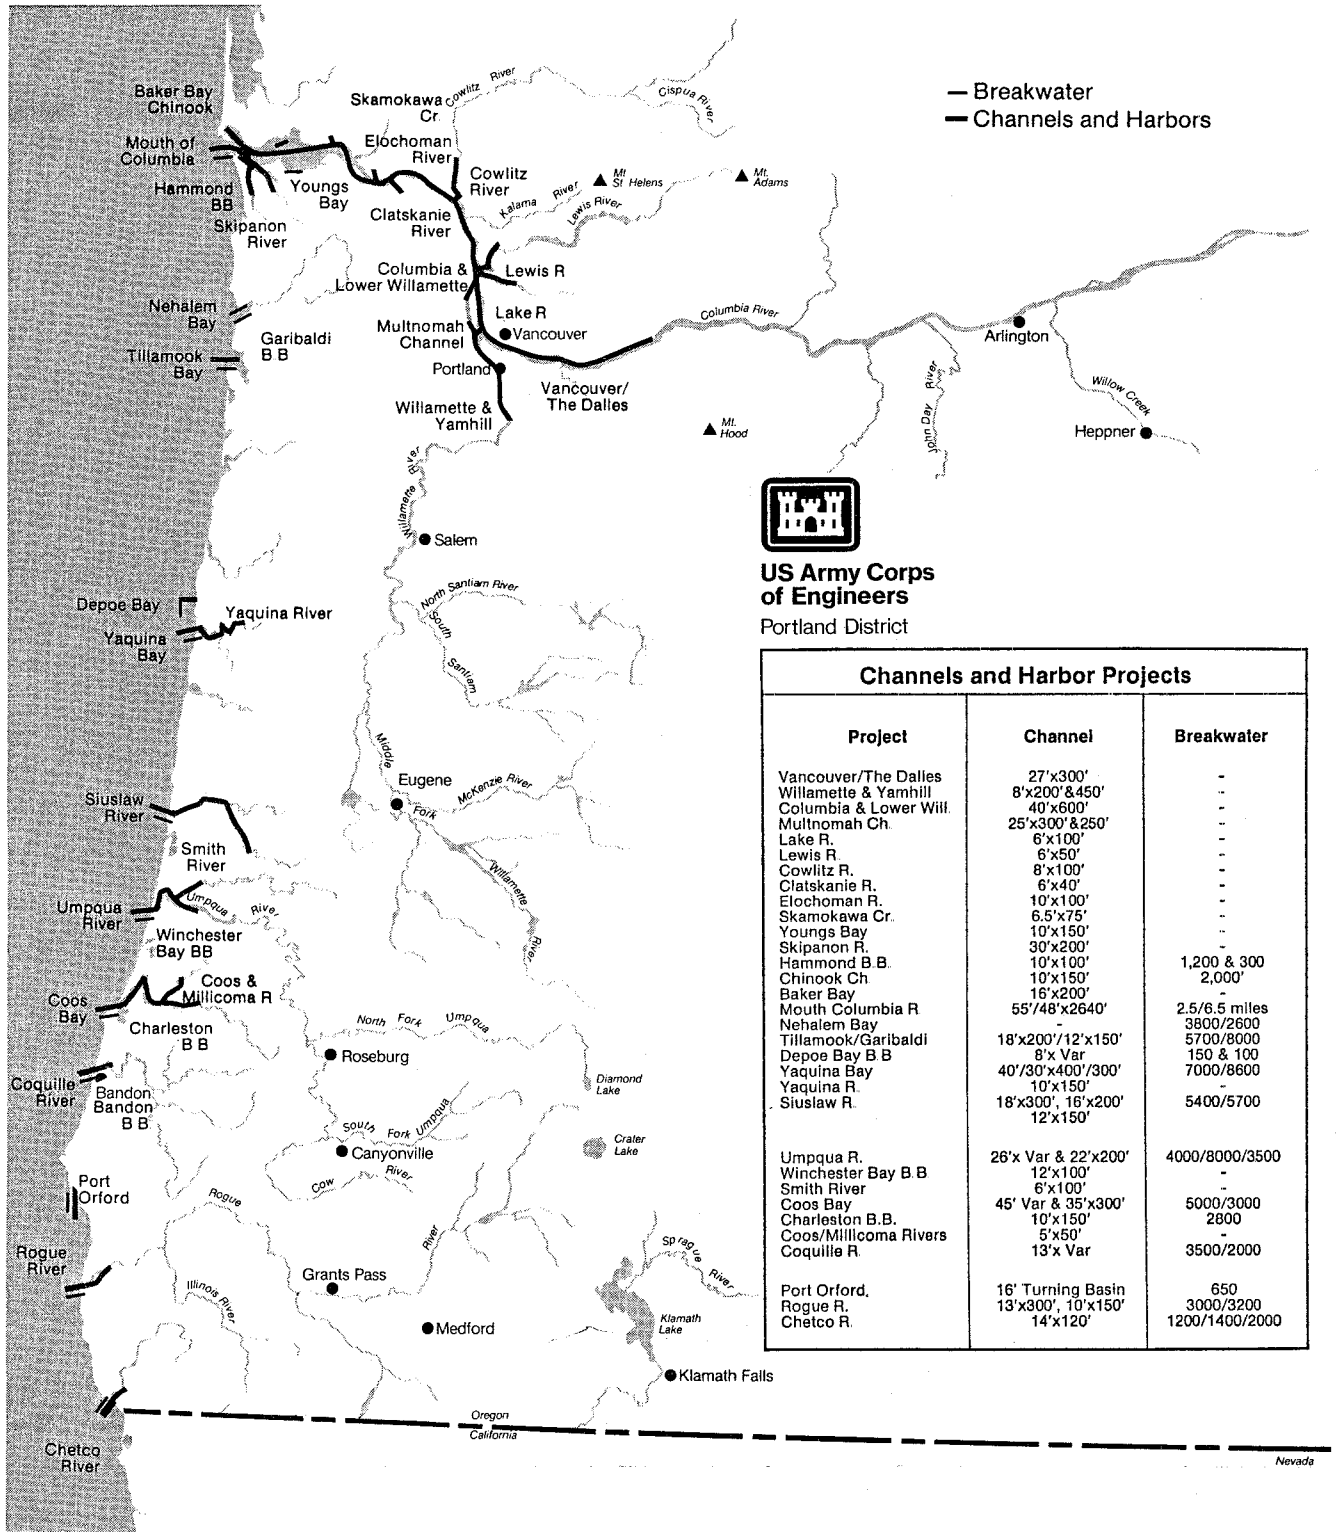 Baker Bay
Chinook
Mouth of
Columbia
Hammond
BB
Skipanon
River
Youngs
Bay
Skamokawa
Cr.
Elochoman
River
Cowlitz River
Cispus River
Cowlitz
River
Clatskanie
River
Kalama River
Lewis River
Mt
St Helens
Mt.
Adams
— Breakwater
— Channels and Harbors
Columbia &
Lower Willamette
Lewis R
Lake R
Vancouver
Multnomah
Channel
Portland
Vancouver/
The Dalles
Columbia River
Arlington
John Day River
Willow Creek
Heppner
Willamette &
Yamhill
Mt.
Hood
Nehalem
Bay
Garibaldi
B B
Tillamook
Bay
Willamette River
Salem
North Santiam River
South Santiam
Depoe Bay
Yaquina River
Yaquina
Bay
US Army Corps
of Engineers
Portland District
Middle Fork Willamette River
Eugene
McKenzie River
Siuslaw
River
Smith
River
Umpqua
River
Umpqua River
Winchester
Bay BB
Coos &
Millicoma R
Coos
Bay
Charleston
B B
North Fork Umpqua
Roseburg
Diamond
Lake
Coquille
River
Bandon
Bandon
B B
South Fork Umpqua
Canyonville
Cow River
Crater
Lake
Port
Orford
Rogue River
Rogue
River
Illinois River
Grants Pass
Medford
Sprague River
Klamath
Lake
Klamath Falls
Chetco
River
Oregon
California
Nevada
Channels and Harbor Projects
Project Channel Breakwater
Vancouver/The Dalles 27'x300' -
Willamette & Yamhill 8'x200'&450' -
Columbia & Lower Will. 40'x600' -
Multnomah Ch. 25'x300'&250' -
Lake R. 6'x100' -
Lewis R. 6'x50' -
Cowlitz R. 8'x100' -
Clatskanie R. 6'x40' -
Elochoman R. 10'x100' -
Skamokawa Cr. 6.5'x75' -
Youngs Bay 10'x150' -
Skipanon R. 30'x200' -
Hammond B.B. 10'x100' 1,200 & 300
Chinook Ch 10'x150' 2,000'
Baker Bay 16'x200' -
Mouth Columbia R 55'/48'x2640' 2.5/6.5 miles
Nehalem Bay - 3800/2600
Tillamook/Garibaldi 18'x200'/12'x150' 5700/8000
Depoe Bay B B 8'x Var 150 & 100
Yaquina Bay 40'/30'x400'/300' 7000/8600
Yaquina R. 10'x150' -
Siuslaw R. 18'x300', 16'x200' 5400/5700
12'x150'
Umpqua R. 26'x Var & 22'x200' 4000/8000/3500
Winchester Bay B B 12'x100' -
Smith River 6'x100' -
Coos Bay 45' Var & 35'x300' 5000/3000
Charleston B.B. 10'x150' 2800
Coos/Millicoma Rivers 5'x50' -
Coquille R 13'x Var 3500/2000
Port Orford. 16' Turning Basin 650
Rogue R. 13'x300', 10'x150' 3000/3200
Chetco R. 14'x120' 1200/1400/2000